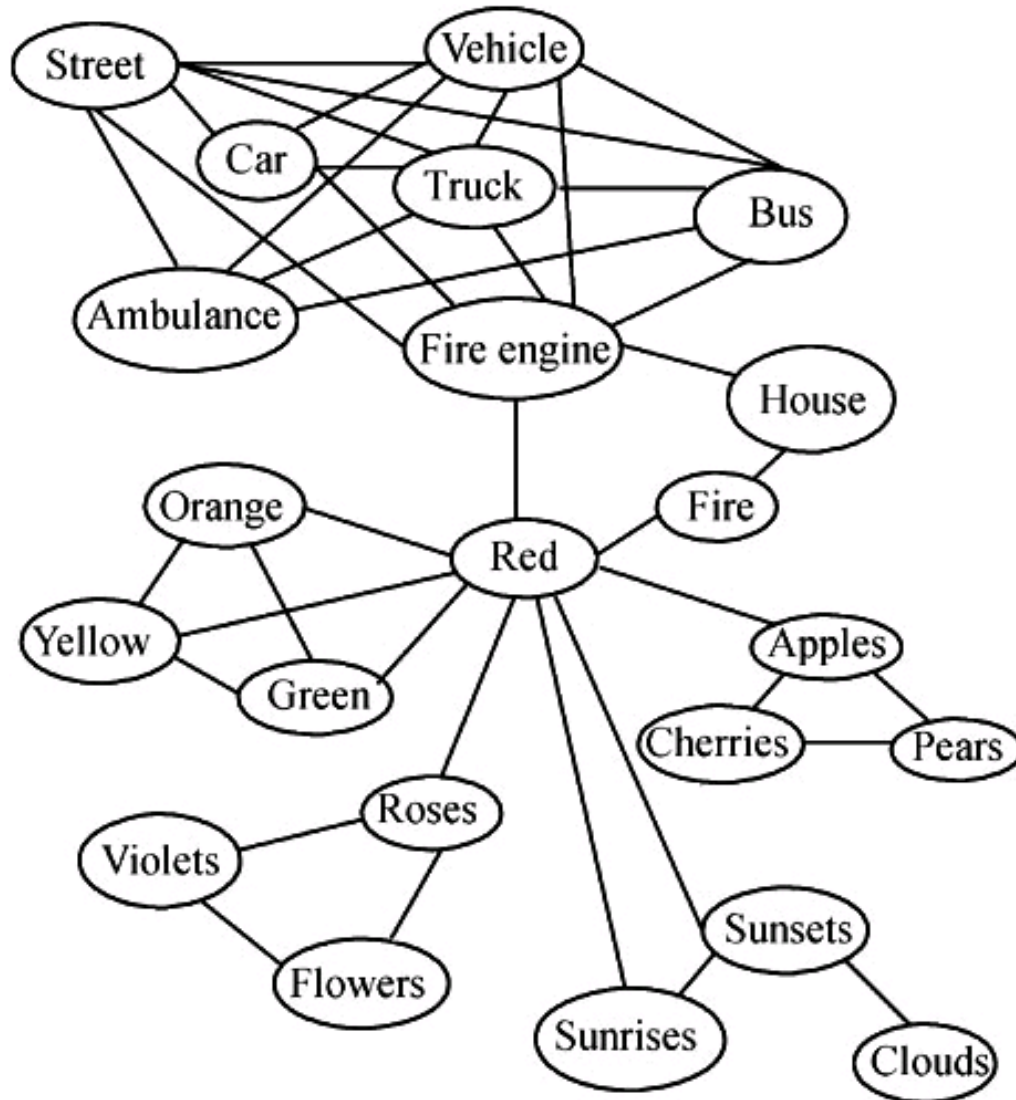 Street
Vehicle
Car
Truck
Bus
Ambulance
Fire engine
House
Orange
Fire
Red
Yellow
Green
Apples
Cherries
Pears
Roses
Violets
Flowers
Sunsets
Sunrises
Clouds